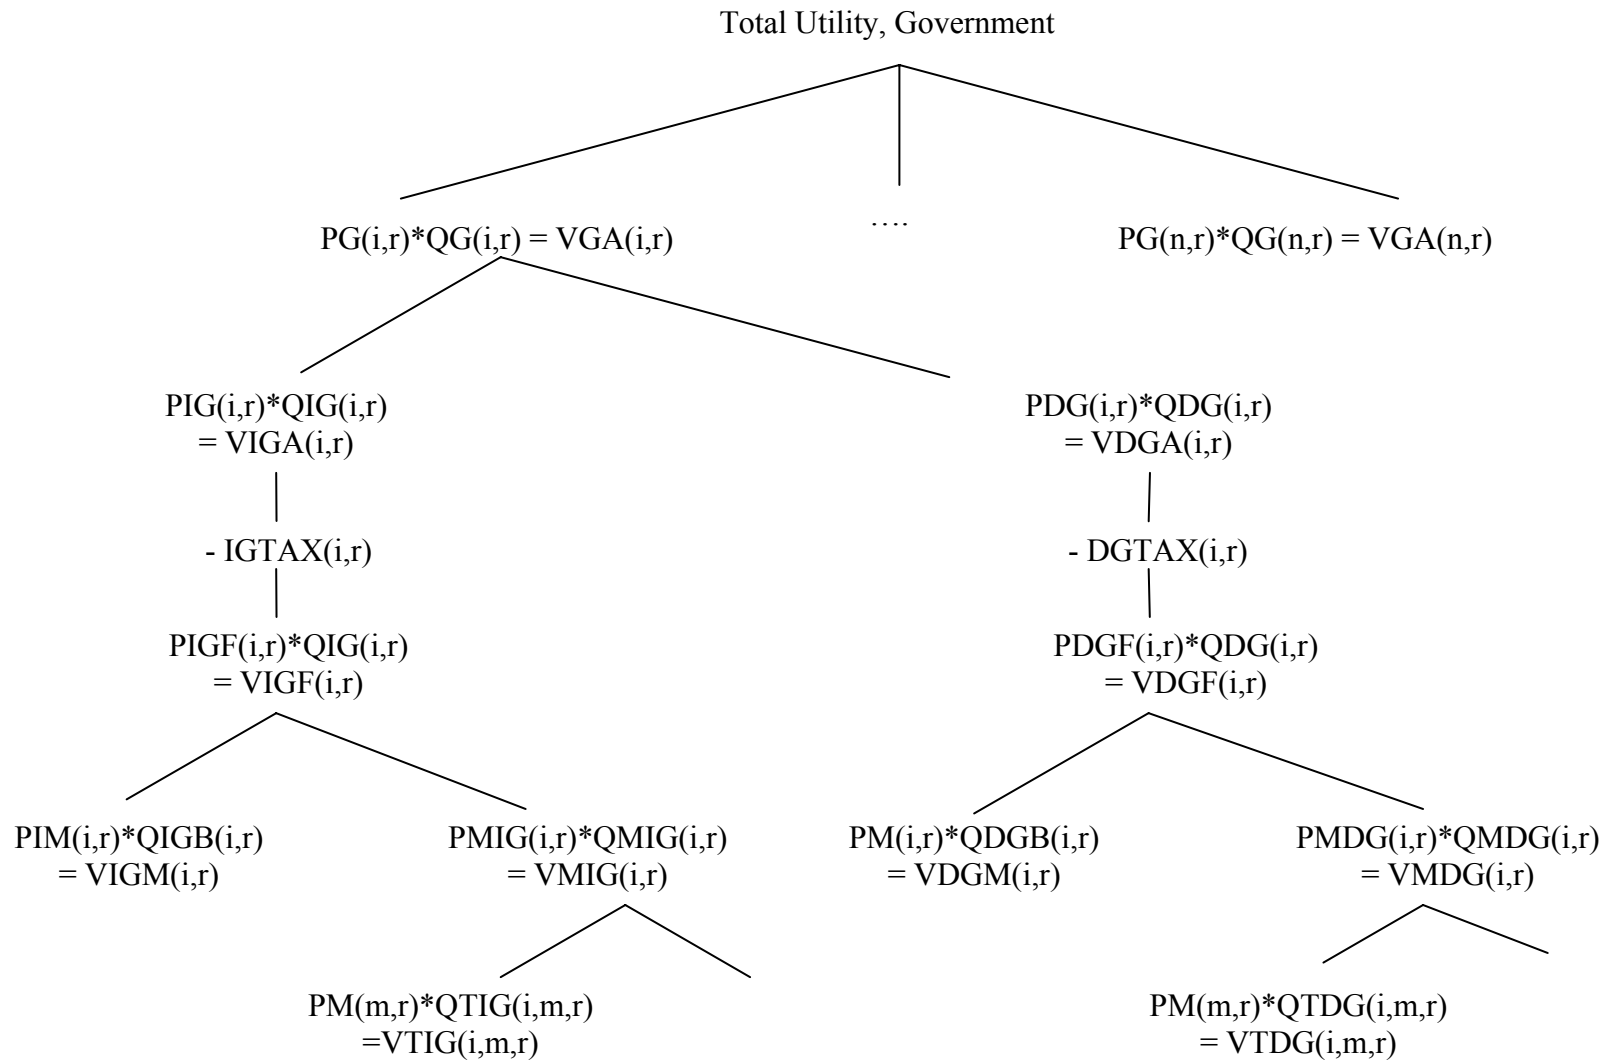 Total Utility, Government
PG(i,r)*QG(i,r) = VGA(i,r)
….
PG(n,r)*QG(n,r) = VGA(n,r)
PIG(i,r)*QIG(i,r)
= VIGA(i,r)
PDG(i,r)*QDG(i,r)
= VDGA(i,r)
- IGTAX(i,r)
- DGTAX(i,r)
PIGF(i,r)*QIG(i,r)
= VIGF(i,r)
PDGF(i,r)*QDG(i,r)
= VDGF(i,r)
PIM(i,r)*QIGB(i,r)
= VIGM(i,r)
PMIG(i,r)*QMIG(i,r)
= VMIG(i,r)
PM(i,r)*QDGB(i,r)
= VDGM(i,r)
PMDG(i,r)*QMDG(i,r)
= VMDG(i,r)
PM(m,r)*QTIG(i,m,r)
=VTIG(i,m,r)
PM(m,r)*QTDG(i,m,r)
= VTDG(i,m,r)